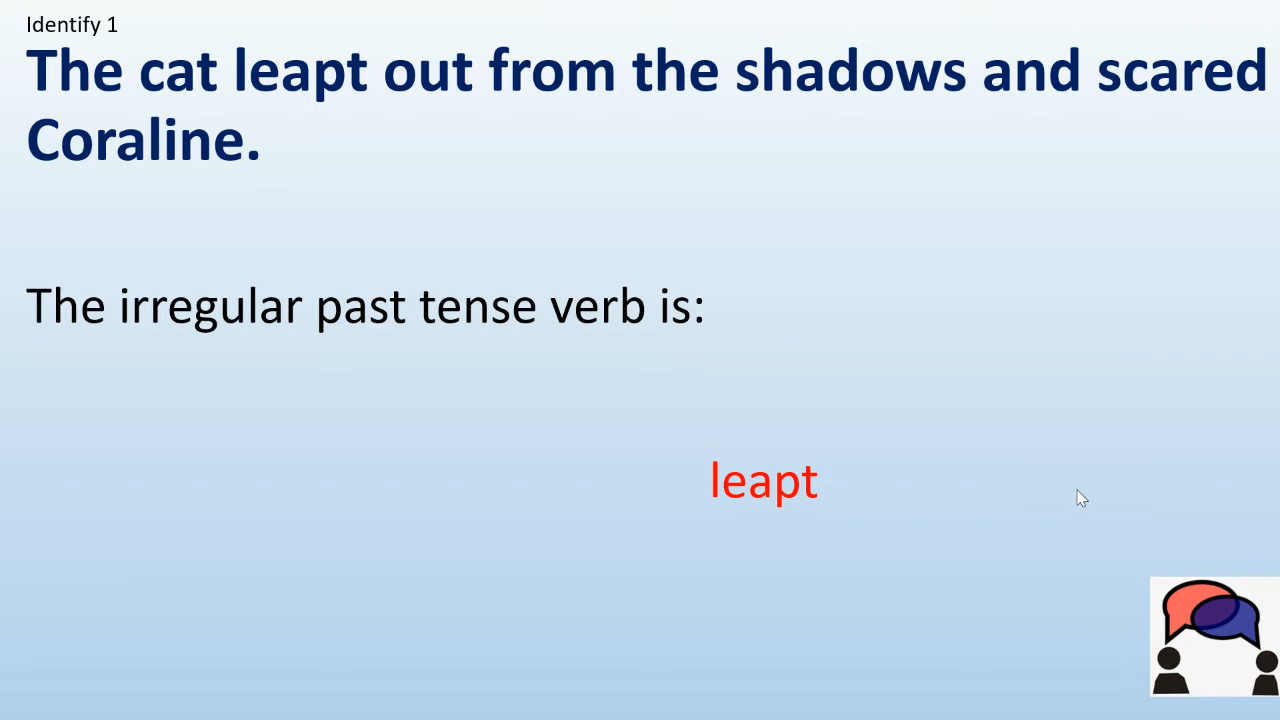 Identify 1
The cat leapt out from the shadows and scared
Coraline.
The irregular past tense verb is:
leapt